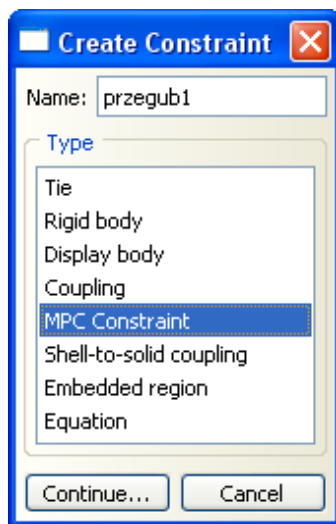 Create Constraint
Name: przegub1
Type
Tie
Rigid body
Display body
Coupling
MPC Constraint
Shell-to-solid coupling
Embedded region
Equation
Continue... Cancel